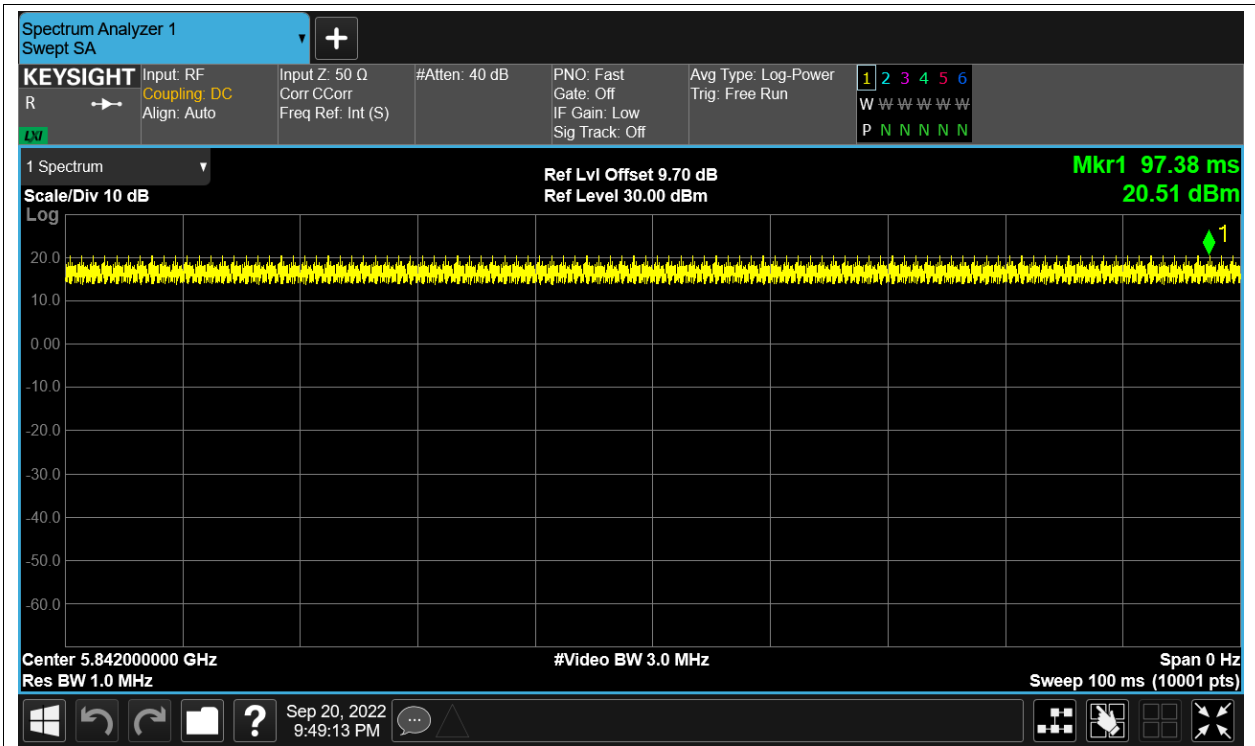 Spectrum Analyzer 1
Swept SA
KEYSIGHT
R
LXI
Input: RF
Coupling: DC
Align: Auto
Input Z: 50 Ω
Corr CCorr
Freq Ref: Int (S)
#Atten: 40 dB
PNO: Fast
Gate: Off
IF Gain: Low
Sig Track: Off
Avg Type: Log-Power
Trig: Free Run
1 2 3 4 5 6
W W W W W W
P N N N N N
1 Spectrum
Scale/Div 10 dB
Ref Lvl Offset 9.70 dB
Ref Level 30.00 dBm
Mkr1 97.38 ms
20.51 dBm
Log
1
20.0
10.0
0.00
-10.0
-20.0
-30.0
-40.0
-50.0
-60.0
Center 5.842000000 GHz
Res BW 1.0 MHz
#Video BW 3.0 MHz
Span 0 Hz
Sweep 100 ms (10001 pts)
?
Sep 20, 2022
9:49:13 PM